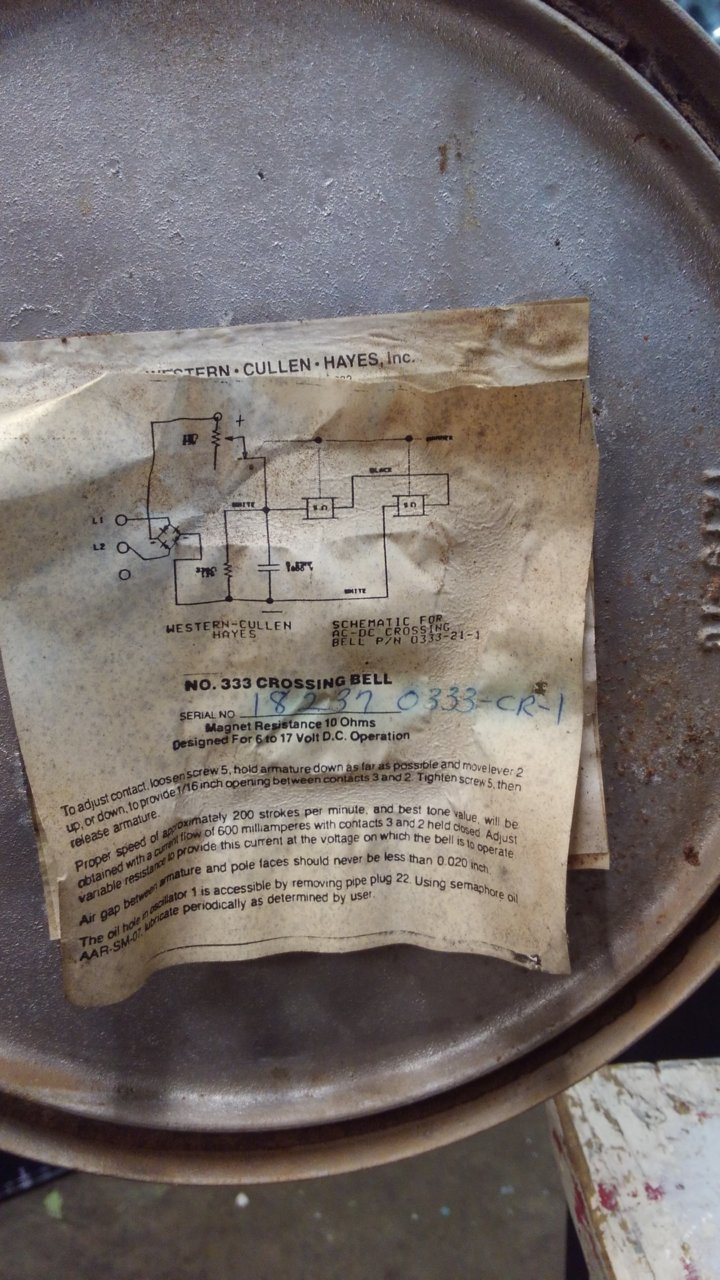 WESTERN • CULLEN • HAYES, Inc.
+
BLACK
WHITE
L1
L2
WHITE
WESTERN-CULLEN
HAYES
SCHEMATIC FOR
AC-DC CROSSING
BELL P/N 0333-21-1
NO. 333 CROSSING BELL
SERIAL NO 18237 0333-CR-1
Magnet Resistance 10 Ohms
Designed For 6 to 17 Volt D.C. Operation
To adjust contact, loosen screw 5, hold armature down as far as possible and move lever 2
up, or down, to provide 1/16 inch opening between contacts 3 and 2. Tighten screw 5, then
release armature.
Proper speed of approximately 200 strokes per minute, and best tone value, will be
obtained with a current flow of 600 milliamperes with contacts 3 and 2 held closed. Adjust
variable resistance to provide this current at the voltage on which the bell is to operate
Air gap between armature and pole faces should never be less than 0.020 inch.
The oil hole in oscillator 1 is accessible by removing pipe plug 22. Using semaphore oil
AAR-SM-07, lubricate periodically as determined by user.